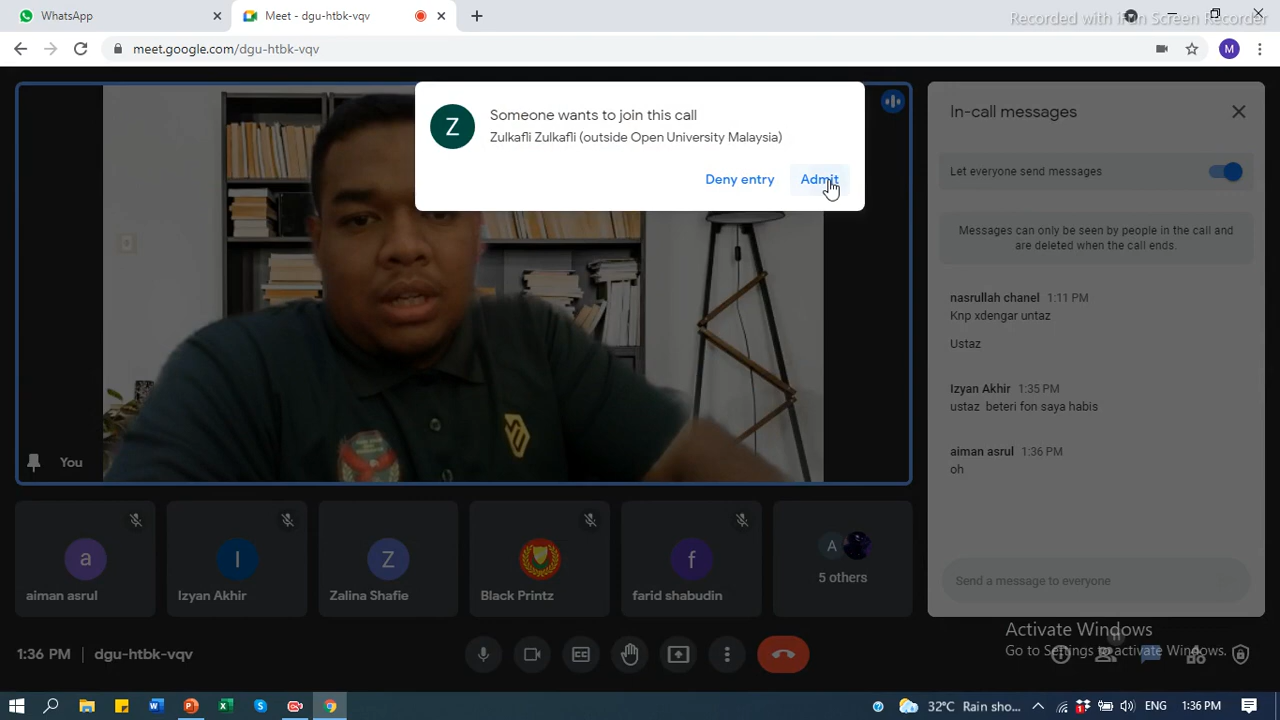 WhatsApp
Meet - dgu-htbk-vqv
Recorded with iFun Screen Recorder
meet.google.com/dgu-htbk-vqv
M
Z
Someone wants to join this call
Zulkafli Zulkafli (outside Open University Malaysia)
Deny entry
Admit
In-call messages
Let everyone send messages
Messages can only be seen by people in the call and
are deleted when the call ends.
nasrullah chanel 1:11 PM
Knp xdengar untaz
Ustaz
Izyan Akhir 1:35 PM
ustaz beteri fon saya habis
aiman asrul 1:36 PM
oh
You
a
I
Z
f
A
aiman asrul
Izyan Akhir
Zalina Shafie
Black Printz
farid shabudin
5 others
Send a message to everyone
1:36 PM
dgu-htbk-vqv
11
Activate Windows
Go to Settings to activate Windows.
32°C Rain sho...
ENG
1:36 PM